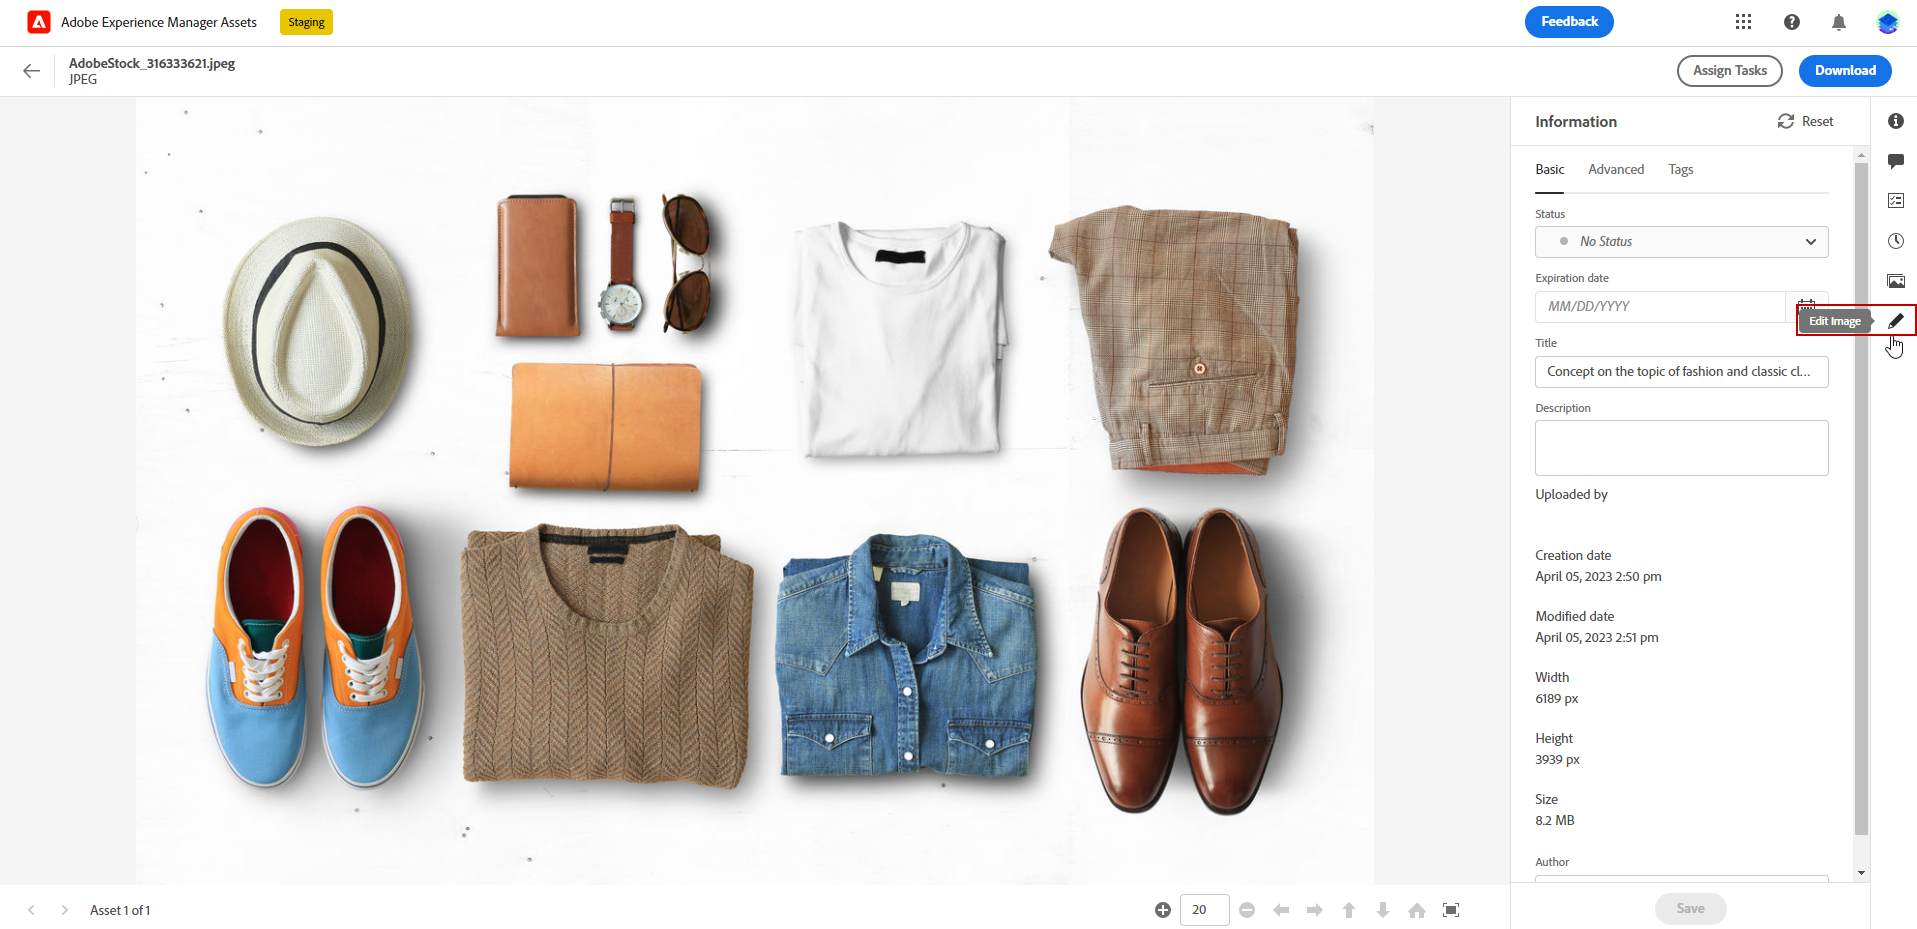 Adobe Experience Manager Assets
Staging
Feedback
AdobeStock_316333621.jpeg
JPEG
Assign Tasks
Download
Information
Reset
Basic
Advanced
Tags
Status
No Status
Expiration date
MM/DD/YYYY
Edit Image
Title
Concept on the topic of fashion and classic cl...
Description
Uploaded by
Creation date
April 05, 2023 2:50 pm
Modified date
April 05, 2023 2:51 pm
Width
6189 px
Height
3939 px
Size
8.2 MB
Author
Asset 1 of 1
20
Save